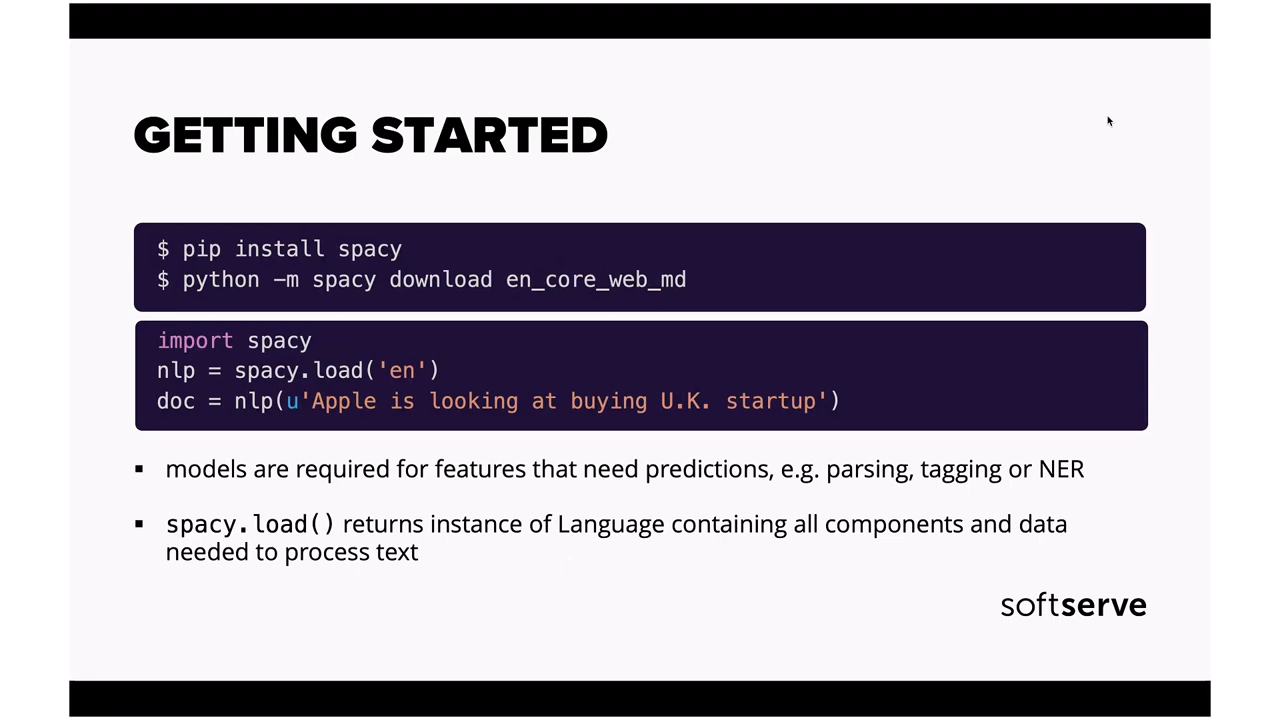 GETTING STARTED
$ pip install spacy
$ python -m spacy download en_core_web_md
import spacy
nlp = spacy.load('en')
doc = nlp(u'Apple is looking at buying U.K. startup')
▪ models are required for features that need predictions, e.g. parsing, tagging or NER
▪ spacy.load() returns instance of Language containing all components and data
needed to process text
softserve